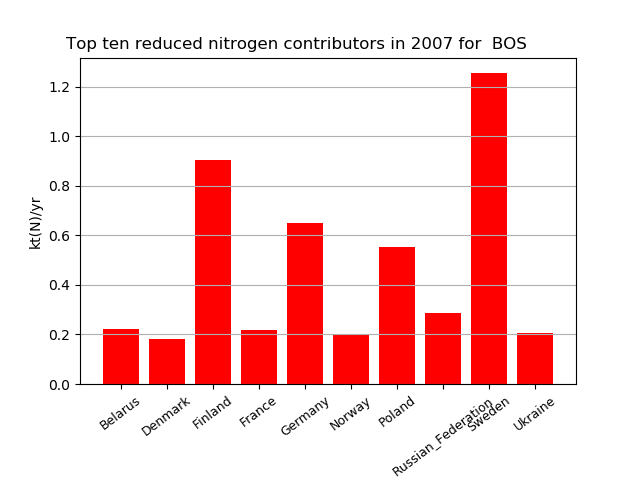 Top ten reduced nitrogen contributors in 2007 for  BOS
kt(N)/yr
1.2
1.0
0.8
0.6
0.4
0.2
0.0
Belarus
Denmark
Finland
France
Germany
Norway
Poland
Russian_Federation
Sweden
Ukraine